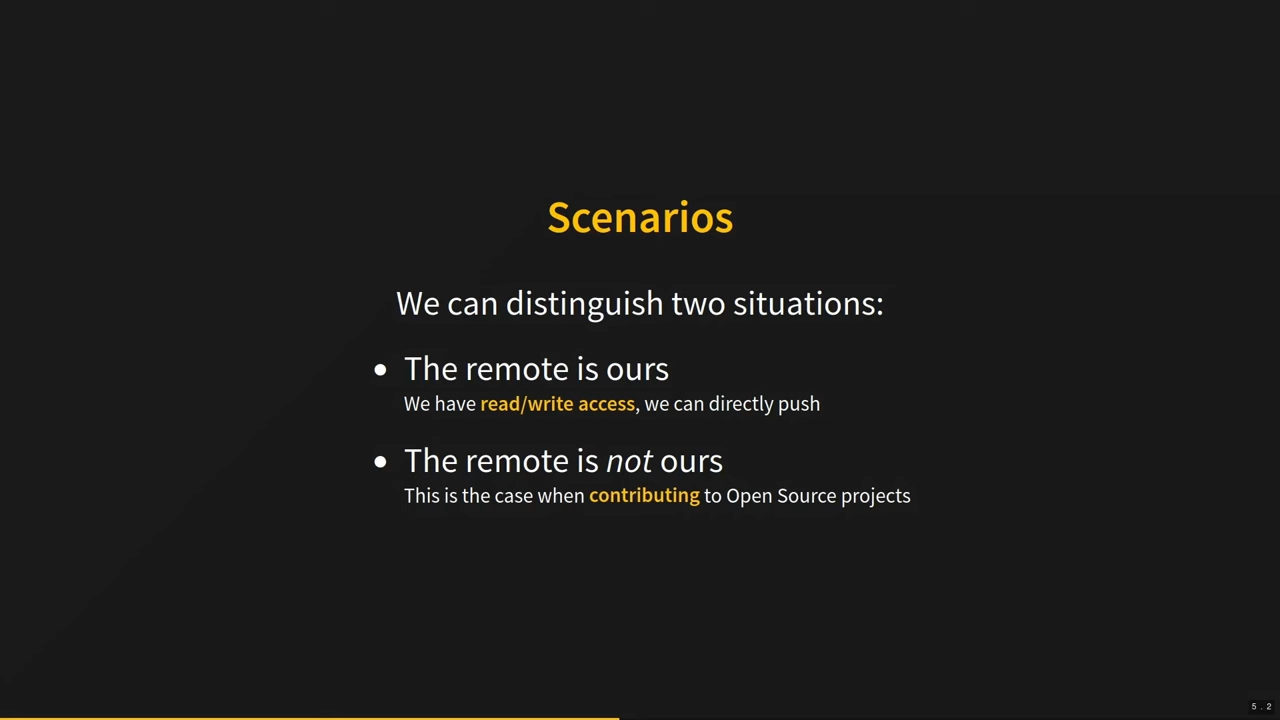 Scenarios
We can distinguish two situations:
• The remote is ours
We have read/write access, we can directly push
• The remote is not ours
This is the case when contributing to Open Source projects
5 . 2